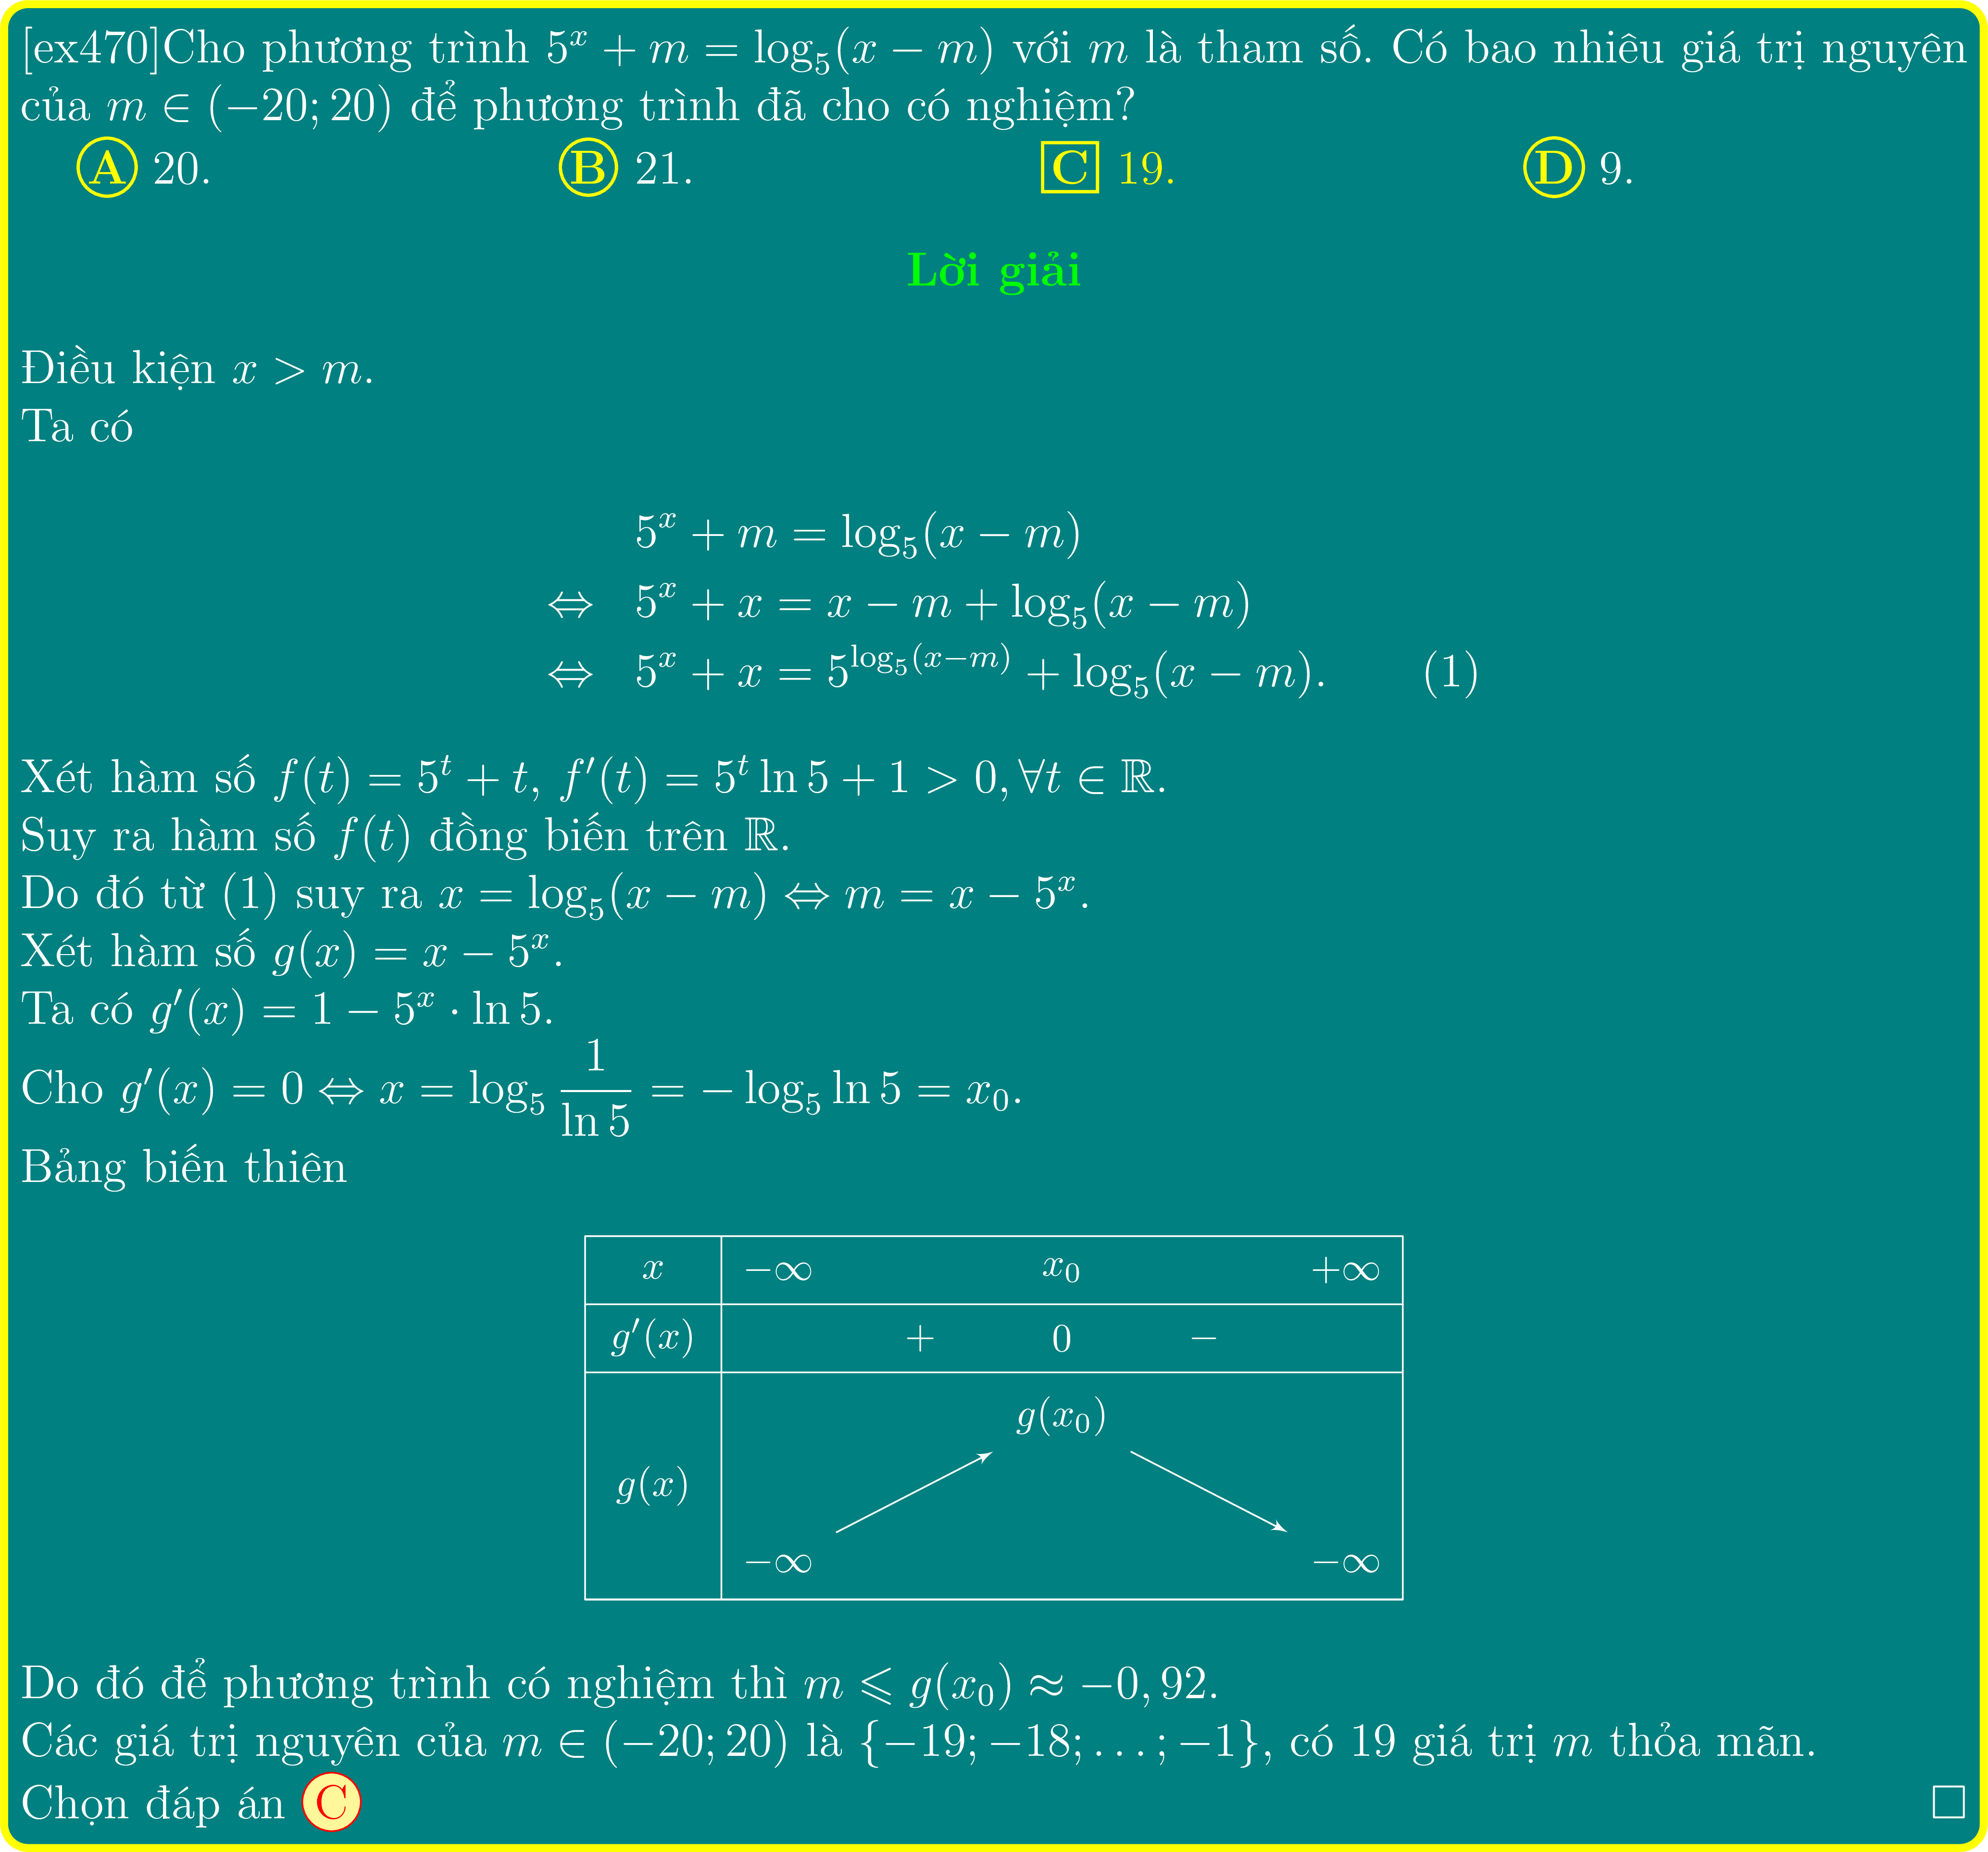 [ex470]Cho phương trình $5^x + m = \log_5(x - m)$ với $m$ là tham số. Có bao nhiêu giá trị nguyên
của $m \in (-20; 20)$ để phương trình đã cho có nghiệm?
A 20. B 21. C 19. D 9.
Lời giải
Điều kiện $x > m$.
Ta có
$5^x + m = \log_5(x - m)$
$\Leftrightarrow 5^x + x = x - m + \log_5(x - m)$
$\Leftrightarrow 5^x + x = 5^{\log_5(x-m)} + \log_5(x - m).$ (1)
Xét hàm số $f(t) = 5^t + t$, $f'(t) = 5^t \ln 5 + 1 > 0, \forall t \in \mathbb{R}$.
Suy ra hàm số $f(t)$ đồng biến trên $\mathbb{R}$.
Do đó từ (1) suy ra $x = \log_5(x - m) \Leftrightarrow m = x - 5^x$.
Xét hàm số $g(x) = x - 5^x$.
Ta có $g'(x) = 1 - 5^x \cdot \ln 5$.
Cho $g'(x) = 0 \Leftrightarrow x = \log_5 \dfrac{1}{\ln 5} = -\log_5 \ln 5 = x_0$.
Bảng biến thiên
$x$ $-\infty$ $x_0$ $+\infty$
$g'(x)$ $+$ $0$ $-$
$g(x_0)$
$g(x)$
$-\infty$ $-\infty$
Do đó để phương trình có nghiệm thì $m \leqslant g(x_0) \approx -0,92$.
Các giá trị nguyên của $m \in (-20; 20)$ là $\{-19; -18; \ldots; -1\}$, có 19 giá trị $m$ thỏa mãn.
Chọn đáp án C □